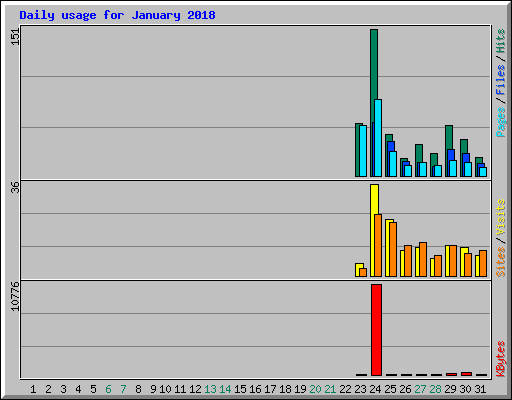 Daily usage for January 2018
151
Pages / Files / Hits
36
Sites / Visits
10776
KBytes
1 2 3 4 5 6 7 8 9 10 11 12 13 14 15 16 17 18 19 20 21 22 23 24 25 26 27 28 29 30 31